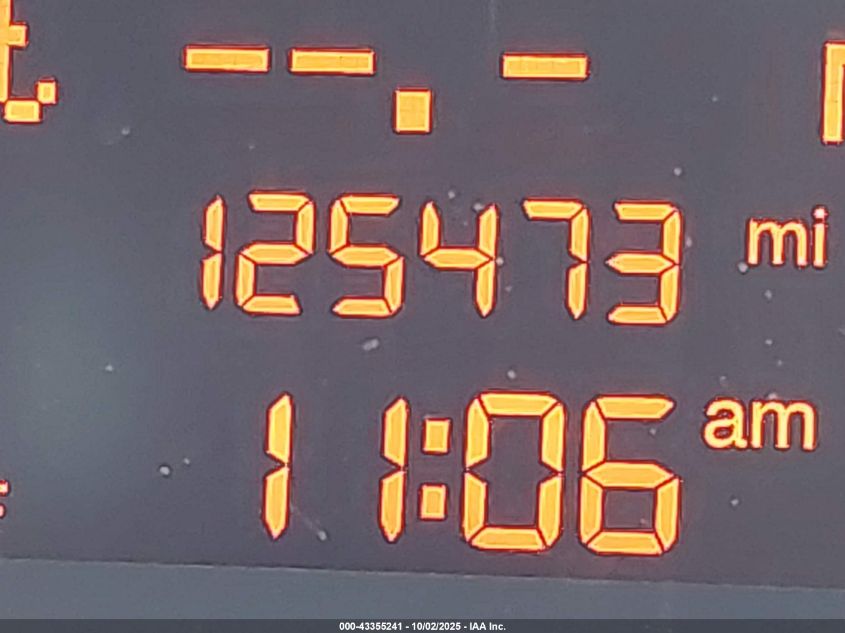 --.-
125473 mi
11:06 am
000-43355241 - 10/02/2025 - IAA Inc.